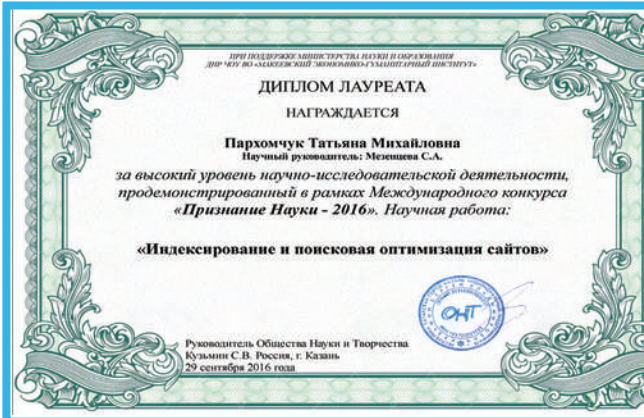 ПРИ ПОДДЕРЖКЕ МИНИСТЕРСТВА НАУКИ И ОБРАЗОВАНИЯ
ДНР ЧОУ ВО «МАКЕЕВСКИЙ ЭКОНОМИКО-ГУМАНИТАРНЫЙ ИНСТИТУТ»
ДИПЛОМ ЛАУРЕАТА
НАГРАЖДАЕТСЯ
Пархомчук Татьяна Михайловна
Научный руководитель: Мезенцева С.А.
за высокий уровень научно-исследовательской деятельности,
продемонстрированный в рамках Международного конкурса
«Признание Науки - 2016». Научная работа:
«Индексирование и поисковая оптимизация сайтов»
ОНТ
Руководитель Общества Науки и Творчества
Кузьмин С.В. Россия, г. Казань
29 сентября 2016 года